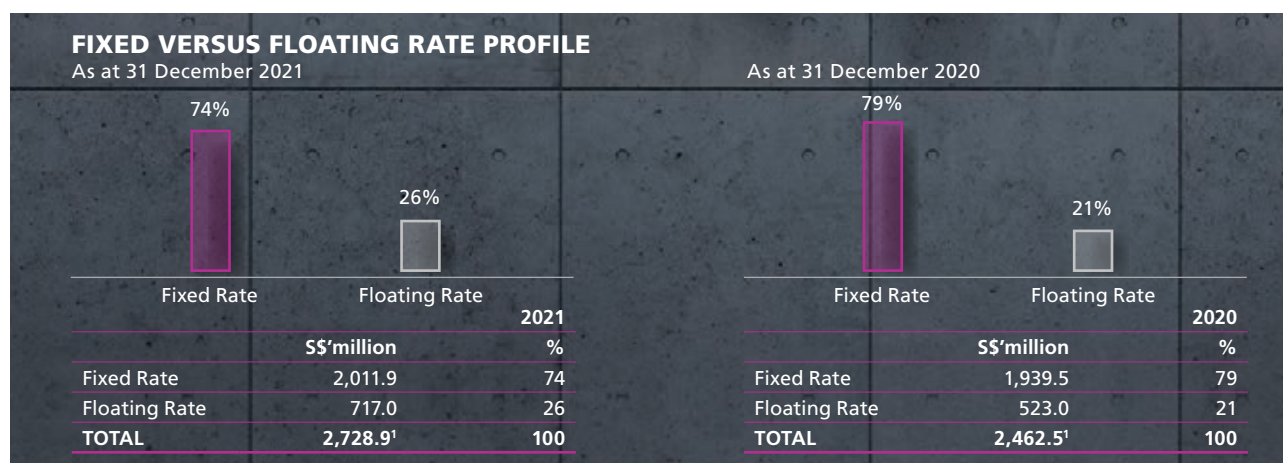 FIXED VERSUS FLOATING RATE PROFILE
As at 31 December 2021
74%
26%
Fixed Rate Floating Rate
2021
S$'million %
Fixed Rate 2,011.9 74
Floating Rate 717.0 26
TOTAL 2,728.9¹ 100
As at 31 December 2020
79%
21%
Fixed Rate Floating Rate
2020
S$'million %
Fixed Rate 1,939.5 79
Floating Rate 523.0 21
TOTAL 2,462.5¹ 100